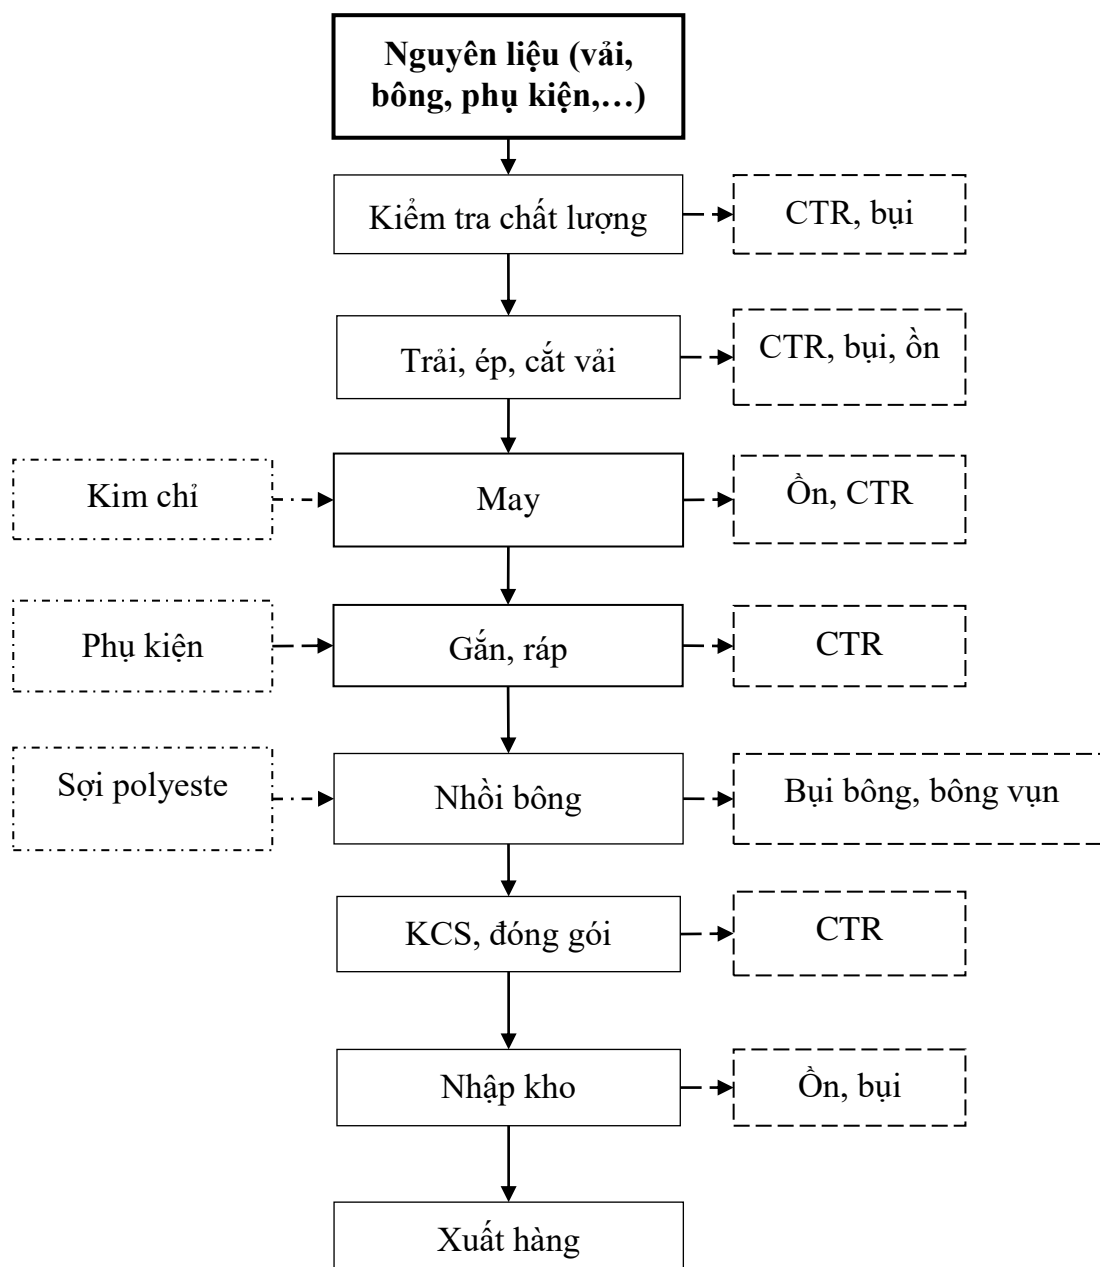 Nguyên liệu (vải,
bông, phụ kiện,…)
Kiểm tra chất lượng
CTR, bụi
Trải, ép, cắt vải
CTR, bụi, ồn
Kim chỉ
May
Ồn, CTR
Phụ kiện
Gắn, ráp
CTR
Sợi polyeste
Nhồi bông
Bụi bông, bông vụn
KCS, đóng gói
CTR
Nhập kho
Ồn, bụi
Xuất hàng